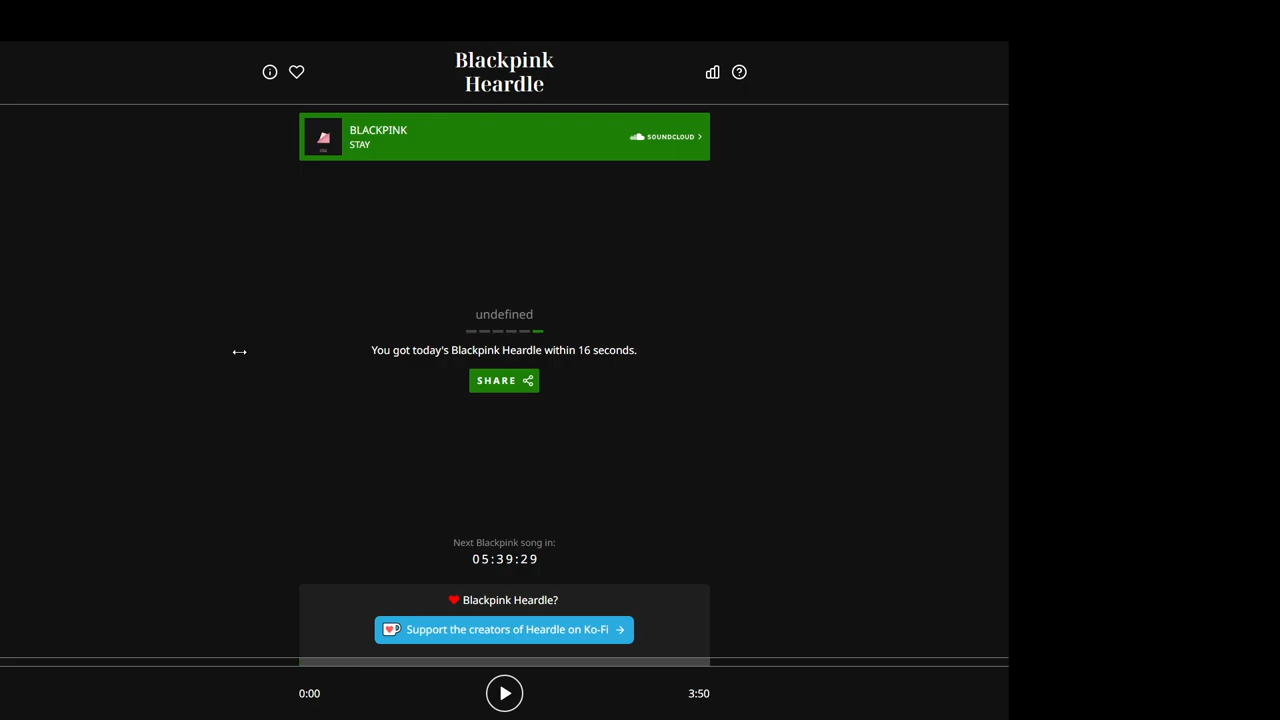 Blackpink
Heardle
BLACKPINK
STAY
SOUNDCLOUD
undefined
You got today's Blackpink Heardle within 16 seconds.
SHARE
Next Blackpink song in:
05:39:29
Blackpink Heardle?
Support the creators of Heardle on Ko-Fi
0:00
3:50